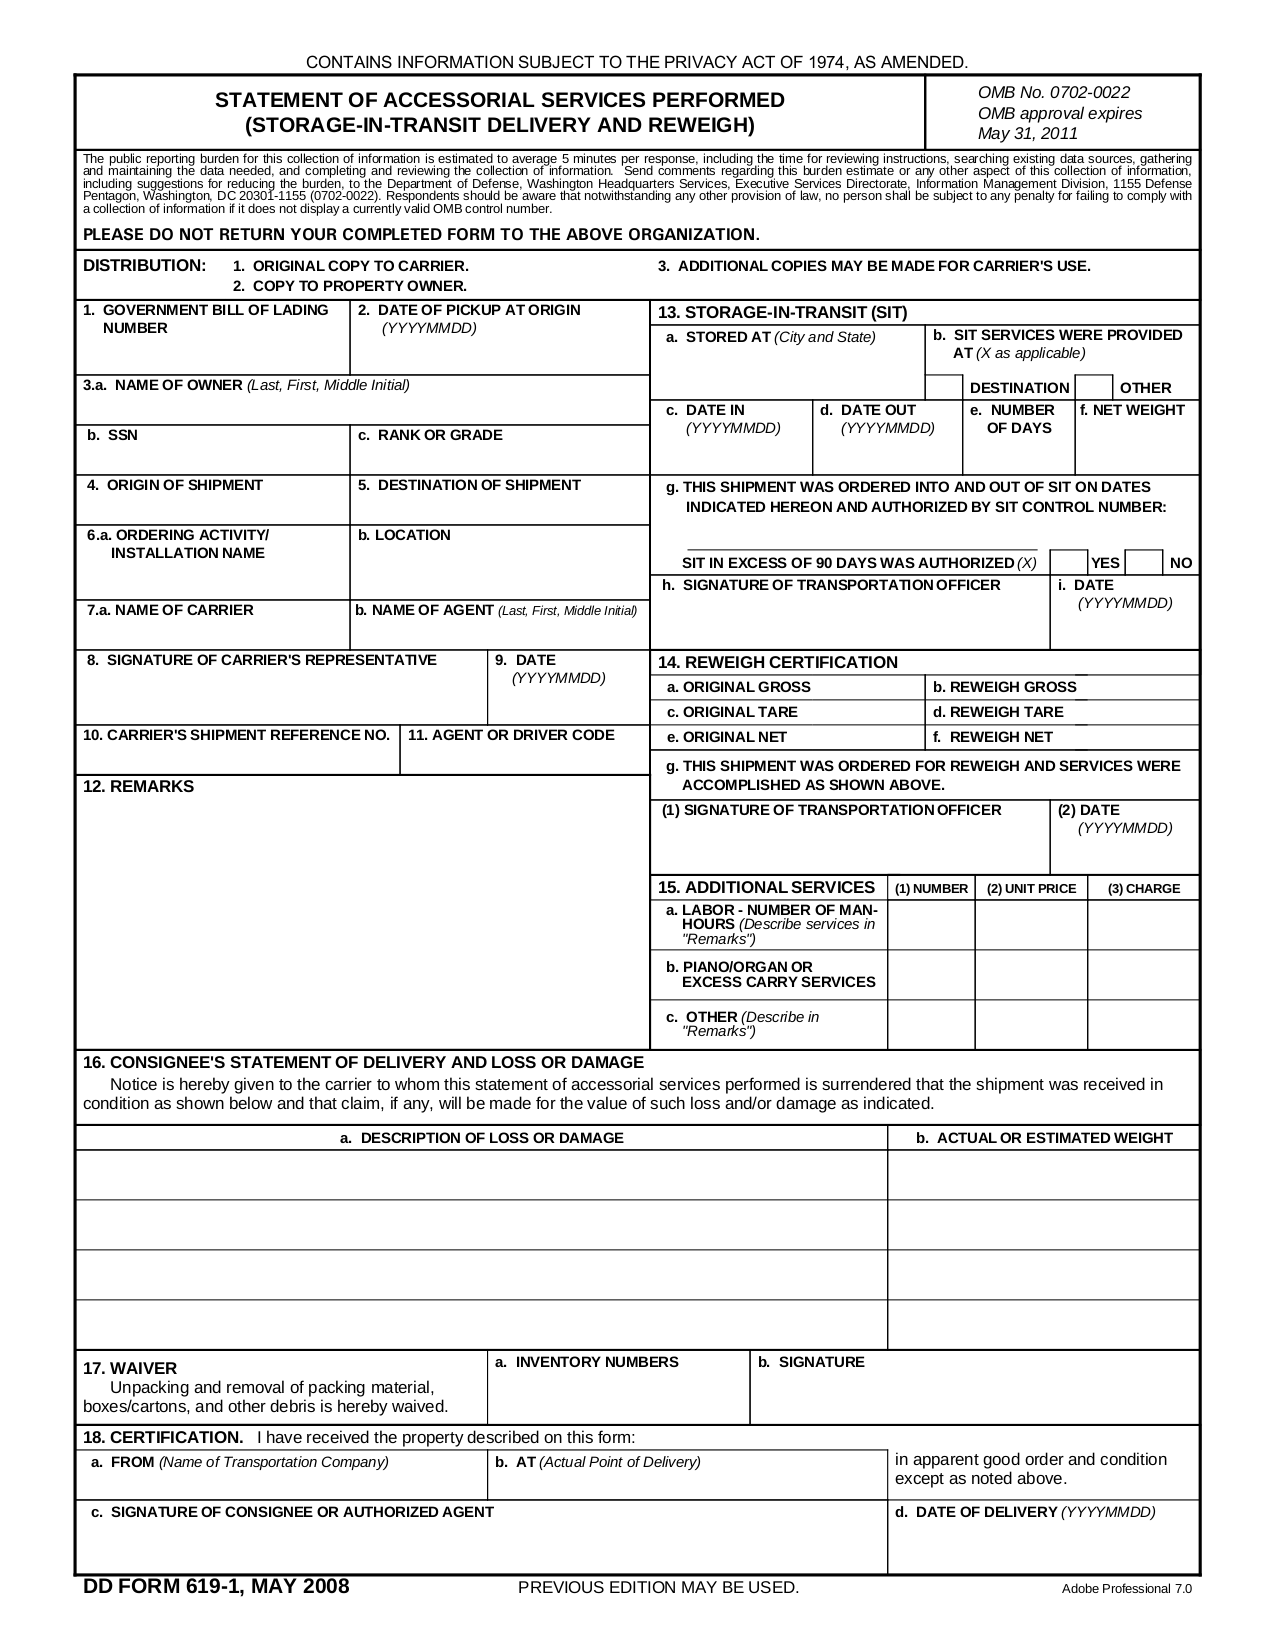 CONTAINS INFORMATION SUBJECT TO THE PRIVACY ACT OF 1974, AS AMENDED.
STATEMENT OF ACCESSORIAL SERVICES PERFORMED
(STORAGE-IN-TRANSIT DELIVERY AND REWEIGH)
OMB No. 0702-0022
OMB approval expires
May 31, 2011
The public reporting burden for this collection of information is estimated to average 5 minutes per response, including the time for reviewing instructions, searching existing data sources, gathering
and maintaining the data needed, and completing and reviewing the collection of information. Send comments regarding this burden estimate or any other aspect of this collection of information,
including suggestions for reducing the burden, to the Department of Defense, Washington Headquarters Services, Executive Services Directorate, Information Management Division, 1155 Defense
Pentagon, Washington, DC 20301-1155 (0702-0022). Respondents should be aware that notwithstanding any other provision of law, no person shall be subject to any penalty for failing to comply with
a collection of information if it does not display a currently valid OMB control number.
PLEASE DO NOT RETURN YOUR COMPLETED FORM TO THE ABOVE ORGANIZATION.
DISTRIBUTION: 1. ORIGINAL COPY TO CARRIER. 3. ADDITIONAL COPIES MAY BE MADE FOR CARRIER'S USE.
2. COPY TO PROPERTY OWNER.
1. GOVERNMENT BILL OF LADING
NUMBER
2. DATE OF PICKUP AT ORIGIN
(YYYYMMDD)
3.a. NAME OF OWNER (Last, First, Middle Initial)
b. SSN
c. RANK OR GRADE
4. ORIGIN OF SHIPMENT
5. DESTINATION OF SHIPMENT
6.a. ORDERING ACTIVITY/
INSTALLATION NAME
b. LOCATION
7.a. NAME OF CARRIER
b. NAME OF AGENT (Last, First, Middle Initial)
8. SIGNATURE OF CARRIER'S REPRESENTATIVE
9. DATE
(YYYYMMDD)
10. CARRIER'S SHIPMENT REFERENCE NO.
11. AGENT OR DRIVER CODE
12. REMARKS
13. STORAGE-IN-TRANSIT (SIT)
a. STORED AT (City and State)
b. SIT SERVICES WERE PROVIDED
AT (X as applicable)
DESTINATION
OTHER
c. DATE IN
(YYYYMMDD)
d. DATE OUT
(YYYYMMDD)
e. NUMBER
OF DAYS
f. NET WEIGHT
g. THIS SHIPMENT WAS ORDERED INTO AND OUT OF SIT ON DATES
INDICATED HEREON AND AUTHORIZED BY SIT CONTROL NUMBER:
SIT IN EXCESS OF 90 DAYS WAS AUTHORIZED (X) YES NO
h. SIGNATURE OF TRANSPORTATION OFFICER
i. DATE
(YYYYMMDD)
14. REWEIGH CERTIFICATION
a. ORIGINAL GROSS
b. REWEIGH GROSS
c. ORIGINAL TARE
d. REWEIGH TARE
e. ORIGINAL NET
f. REWEIGH NET
g. THIS SHIPMENT WAS ORDERED FOR REWEIGH AND SERVICES WERE
ACCOMPLISHED AS SHOWN ABOVE.
(1) SIGNATURE OF TRANSPORTATION OFFICER
(2) DATE
(YYYYMMDD)
15. ADDITIONAL SERVICES
(1) NUMBER
(2) UNIT PRICE
(3) CHARGE
a. LABOR - NUMBER OF MAN-
HOURS (Describe services in
"Remarks")
b. PIANO/ORGAN OR
EXCESS CARRY SERVICES
c. OTHER (Describe in
"Remarks")
16. CONSIGNEE'S STATEMENT OF DELIVERY AND LOSS OR DAMAGE
Notice is hereby given to the carrier to whom this statement of accessorial services performed is surrendered that the shipment was received in
condition as shown below and that claim, if any, will be made for the value of such loss and/or damage as indicated.
a. DESCRIPTION OF LOSS OR DAMAGE
b. ACTUAL OR ESTIMATED WEIGHT
17. WAIVER
Unpacking and removal of packing material,
boxes/cartons, and other debris is hereby waived.
a. INVENTORY NUMBERS
b. SIGNATURE
18. CERTIFICATION. I have received the property described on this form:
a. FROM (Name of Transportation Company)
b. AT (Actual Point of Delivery)
in apparent good order and condition
except as noted above.
c. SIGNATURE OF CONSIGNEE OR AUTHORIZED AGENT
d. DATE OF DELIVERY (YYYYMMDD)
DD FORM 619-1, MAY 2008
PREVIOUS EDITION MAY BE USED.
Adobe Professional 7.0